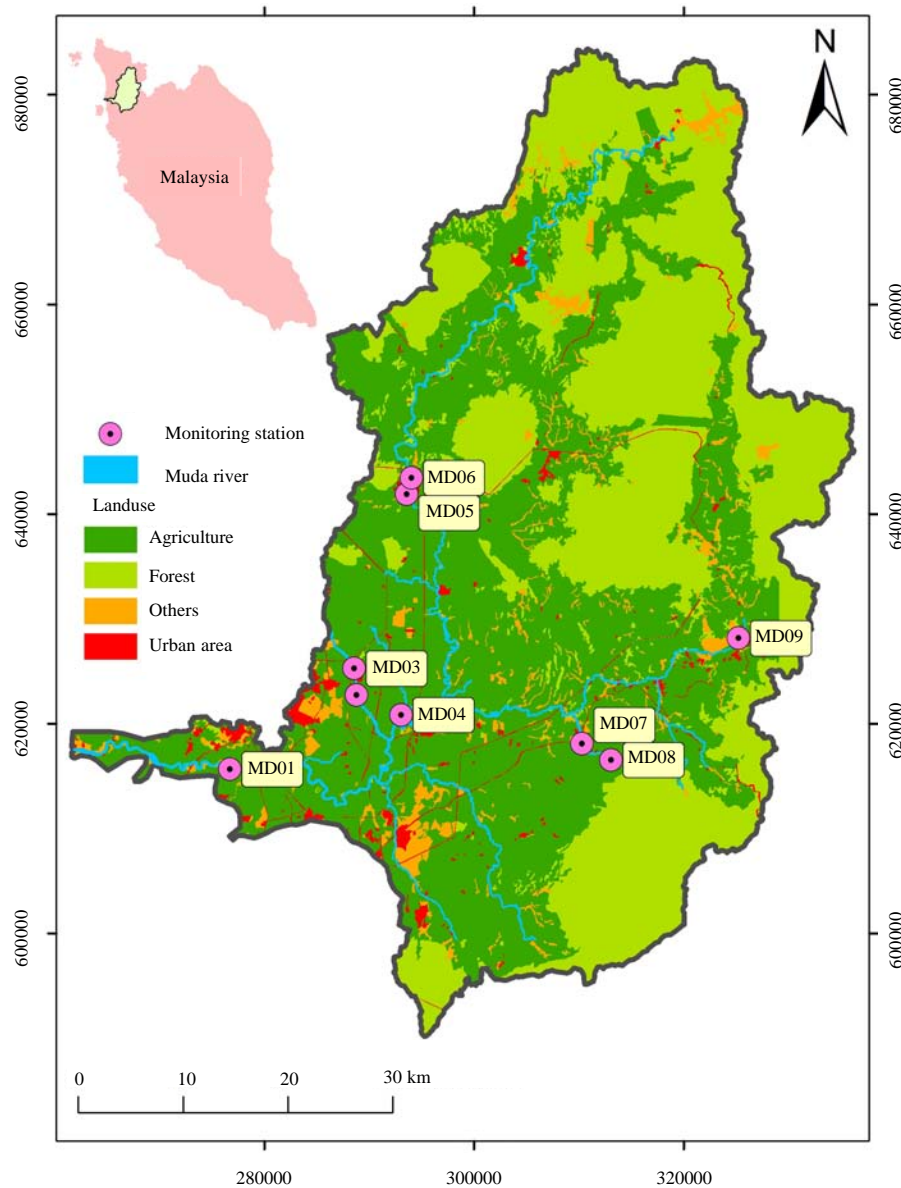 N
Malaysia
Monitoring station
Muda river
Landuse
Agriculture
Forest
Others
Urban area
MD06
MD05
MD09
MD03
MD04
MD07
MD08
MD01
0 10 20 30 km
680000
660000
640000
620000
600000
680000
660000
640000
620000
600000
280000 300000 320000